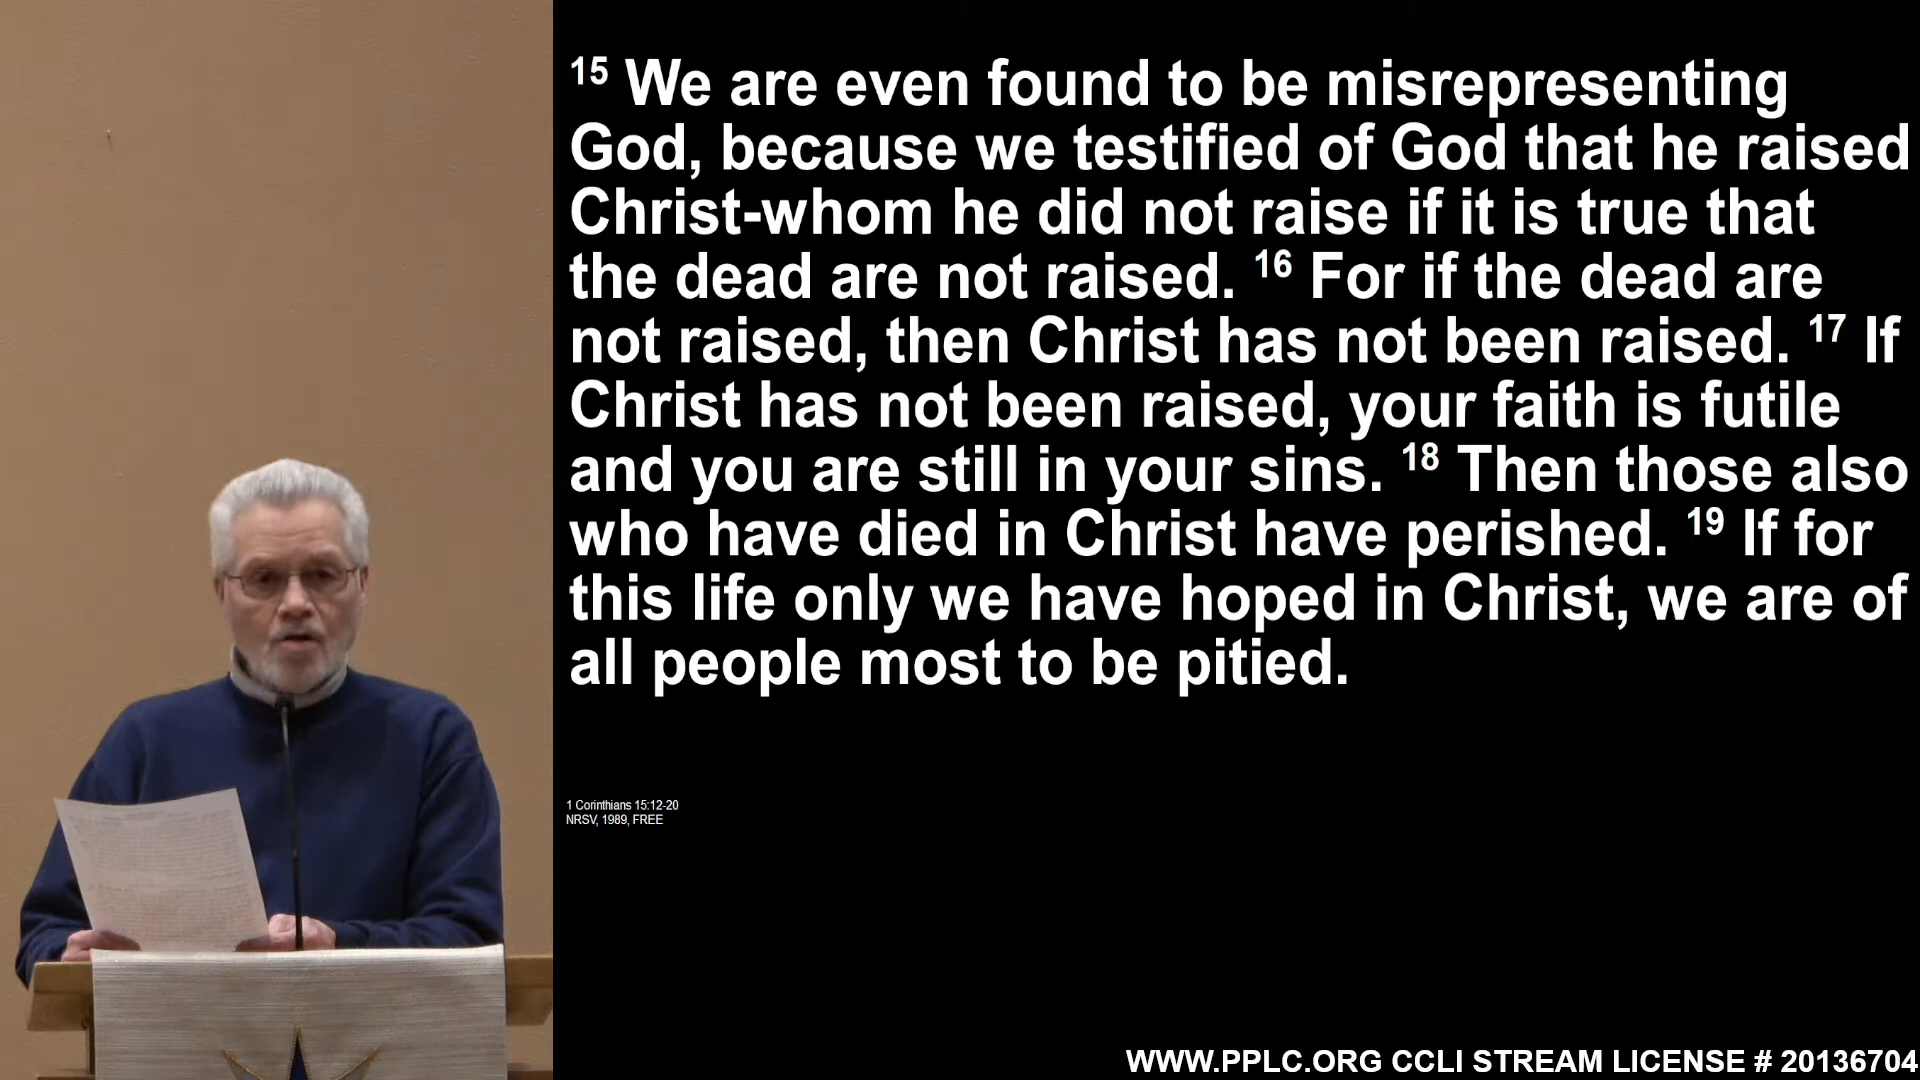 15 We are even found to be misrepresenting
God, because we testified of God that he raised
Christ-whom he did not raise if it is true that
the dead are not raised. 16 For if the dead are
not raised, then Christ has not been raised. 17 If
Christ has not been raised, your faith is futile
and you are still in your sins. 18 Then those also
who have died in Christ have perished. 19 If for
this life only we have hoped in Christ, we are of
all people most to be pitied.
1 Corinthians 15:12-20
NRSV, 1989, FREE
WWW.PPLC.ORG CCLI STREAM LICENSE # 20136704